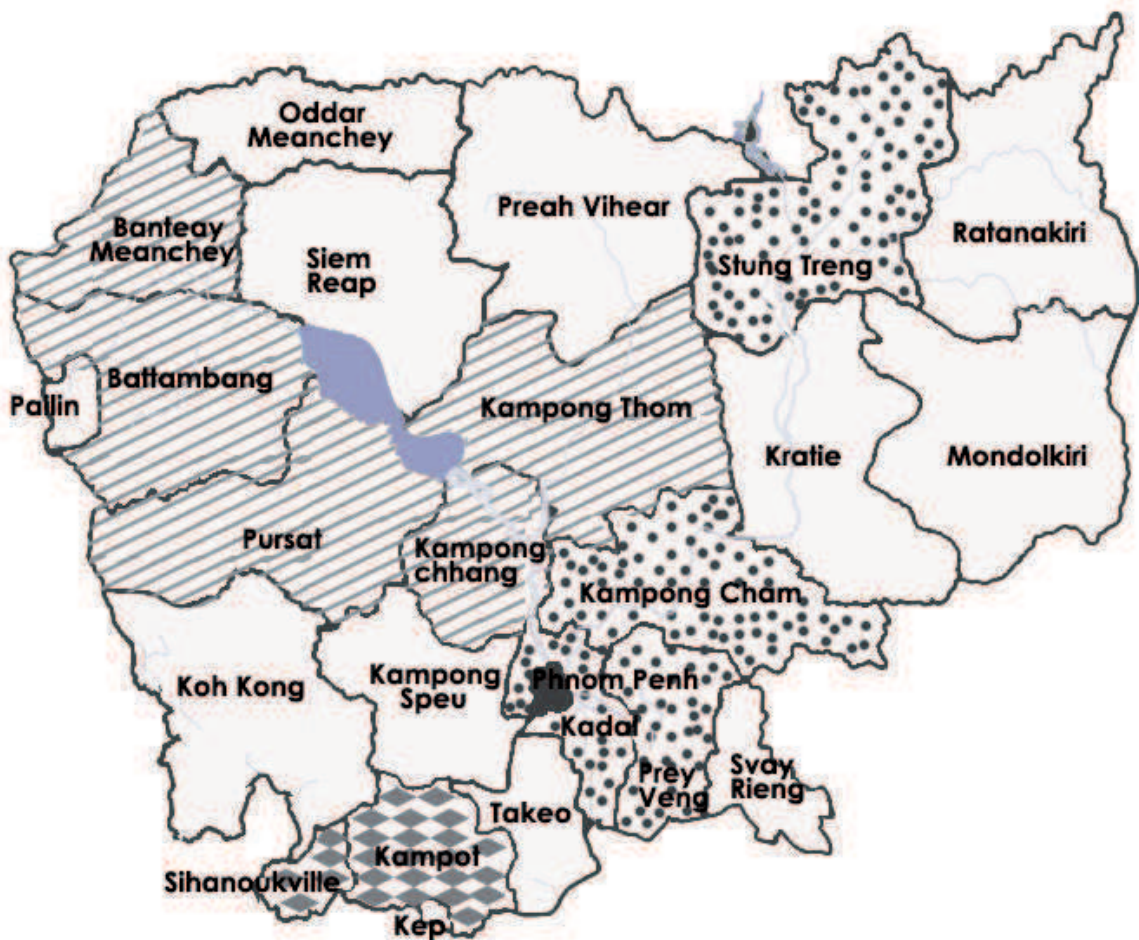 Oddar
Meanchey
Preah Vihear
Banteay
Meanchey
Siem
Reap
Stung Treng
Ratanakiri
Battambang
Pailin
Kampong Thom
Kratie
Mondolkiri
Pursat
Kampong
chhang
Kampong Cham
Koh Kong
Kampong
Speu
Phnom Penh
Kadal
Prey
Veng
Svay
Rieng
Takeo
Kampot
Sihanoukville
Kep